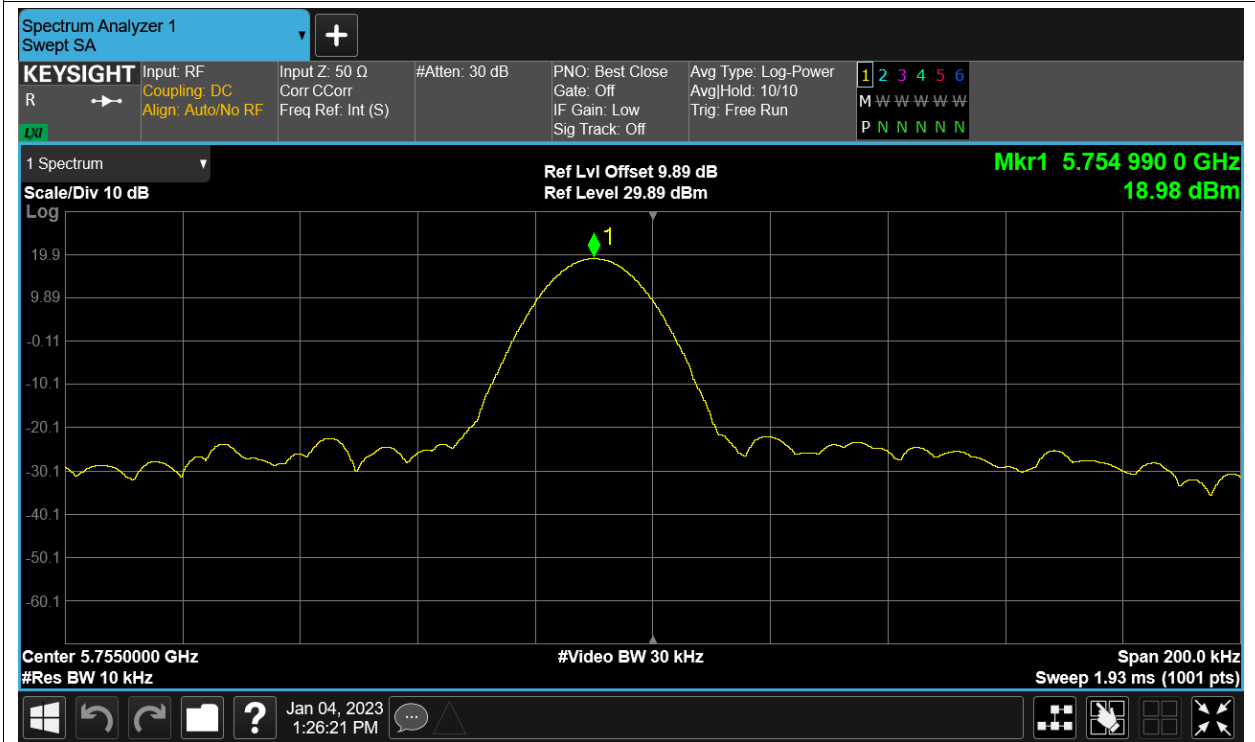 Spectrum Analyzer 1
Swept SA
+
KEYSIGHT
R
LXI
Input: RF
Coupling: DC
Align: Auto/No RF
Input Z: 50 Ω
Corr CCorr
Freq Ref: Int (S)
#Atten: 30 dB
PNO: Best Close
Gate: Off
IF Gain: Low
Sig Track: Off
Avg Type: Log-Power
Avg|Hold: 10/10
Trig: Free Run
1 2 3 4 5 6
M W W W W W
P N N N N N
1 Spectrum
Scale/Div 10 dB
Log
Ref Lvl Offset 9.89 dB
Ref Level 29.89 dBm
Mkr1 5.754 990 0 GHz
18.98 dBm
1
19.9
9.89
-0.11
-10.1
-20.1
-30.1
-40.1
-50.1
-60.1
Center 5.7550000 GHz
#Res BW 10 kHz
#Video BW 30 kHz
Span 200.0 kHz
Sweep 1.93 ms (1001 pts)
?
Jan 04, 2023
1:26:21 PM